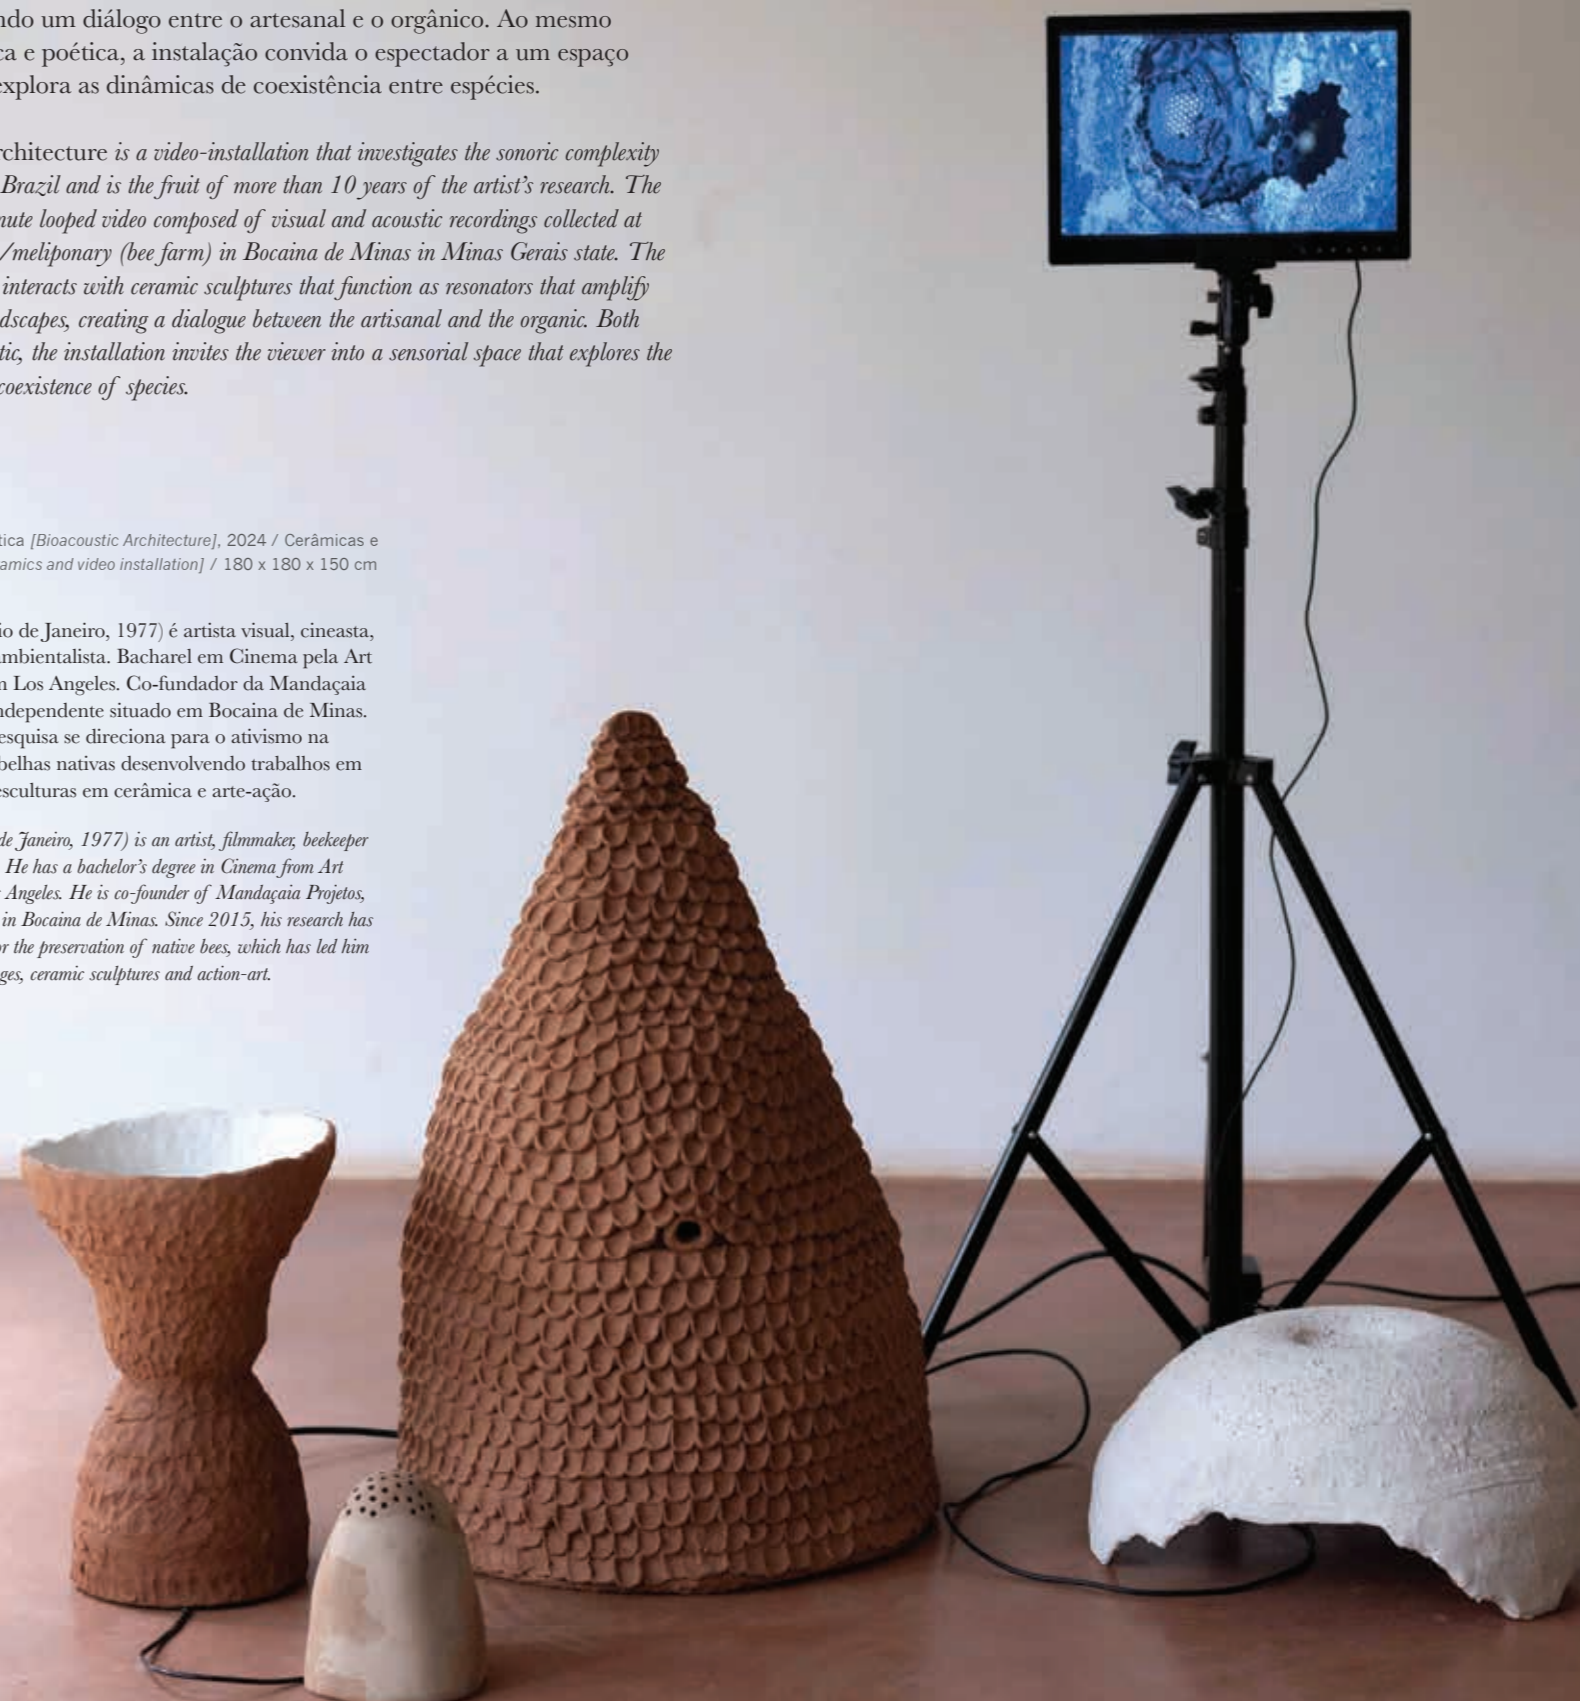 ndo um diálogo entre o artesanal e o orgânico. Ao mesmo
ca e poética, a instalação convida o espectador a um espaço
explora as dinâmicas de coexistência entre espécies.
rchitecture is a video-installation that investigates the sonoric complexity
Brazil and is the fruit of more than 10 years of the artist's research. The
nute looped video composed of visual and acoustic recordings collected at
/meliponary (bee farm) in Bocaina de Minas in Minas Gerais state. The
interacts with ceramic sculptures that function as resonators that amplify
dscapes, creating a dialogue between the artisanal and the organic. Both
tic, the installation invites the viewer into a sensorial space that explores the
coexistence of species.
tica [Bioacoustic Architecture], 2024 / Cerâmicas e
amics and video installation] / 180 x 180 x 150 cm
io de Janeiro, 1977) é artista visual, cineasta,
ambientalista. Bacharel em Cinema pela Art
m Los Angeles. Co-fundador da Mandaçaia
ndependente situado em Bocaina de Minas.
esquisa se direciona para o ativismo na
belhas nativas desenvolvendo trabalhos em
esculturas em cerâmica e arte-ação.
de Janeiro, 1977) is an artist, filmmaker, beekeeper
He has a bachelor's degree in Cinema from Art
s Angeles. He is co-founder of Mandaçaia Projetos,
in Bocaina de Minas. Since 2015, his research has
or the preservation of native bees, which has led him
ges, ceramic sculptures and action-art.